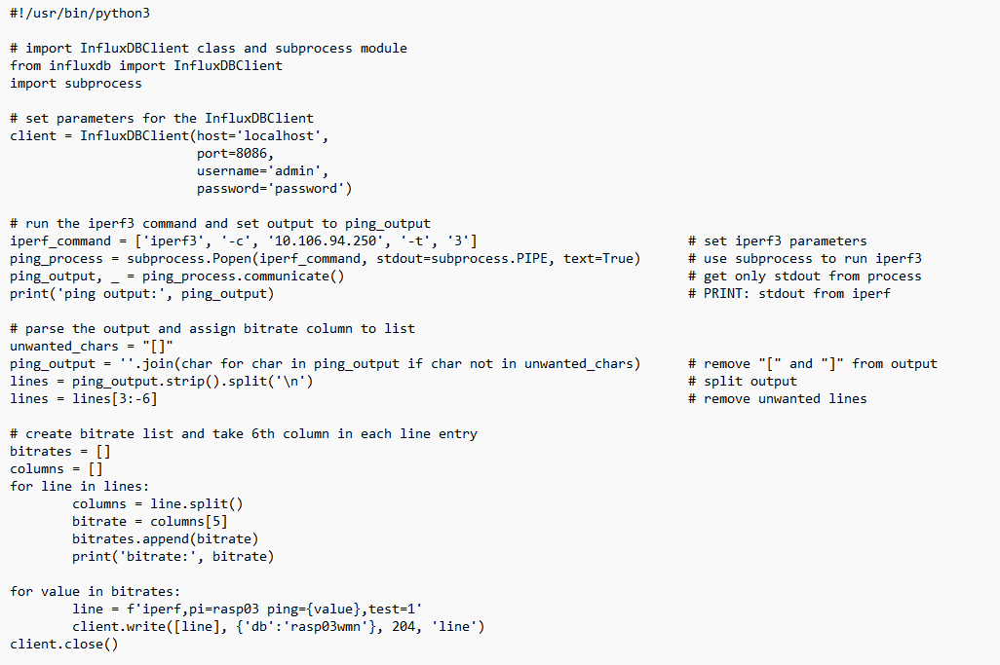 #!/usr/bin/python3

# import InfluxDBClient class and subprocess module
from influxdb import InfluxDBClient
import subprocess

# set parameters for the InfluxDBClient
client = InfluxDBClient(host='localhost',
                        port=8086,
                        username='admin',
                        password='password')

# run the iperf3 command and set output to ping_output
iperf_command = ['iperf3', '-c', '10.106.94.250', '-t', '3']                           # set iperf3 parameters
ping_process = subprocess.Popen(iperf_command, stdout=subprocess.PIPE, text=True)      # use subprocess to run iperf3
ping_output, _ = ping_process.communicate()                                            # get only stdout from process
print('ping output:', ping_output)                                                     # PRINT: stdout from iperf

# parse the output and assign bitrate column to list
unwanted_chars = "[]"
ping_output = ''.join(char for char in ping_output if char not in unwanted_chars)      # remove "[" and "]" from output
lines = ping_output.strip().split('\n')                                                # split output
lines = lines[3:-6]                                                                    # remove unwanted lines

# create bitrate list and take 6th column in each line entry
bitrates = []
columns = []
for line in lines:
        columns = line.split()
        bitrate = columns[5]
        bitrates.append(bitrate)
        print('bitrate:', bitrate)

for value in bitrates:
        line = f'iperf,pi=rasp03 ping={value},test=1'
        client.write([line], {'db':'rasp03wmn'}, 204, 'line')
client.close()